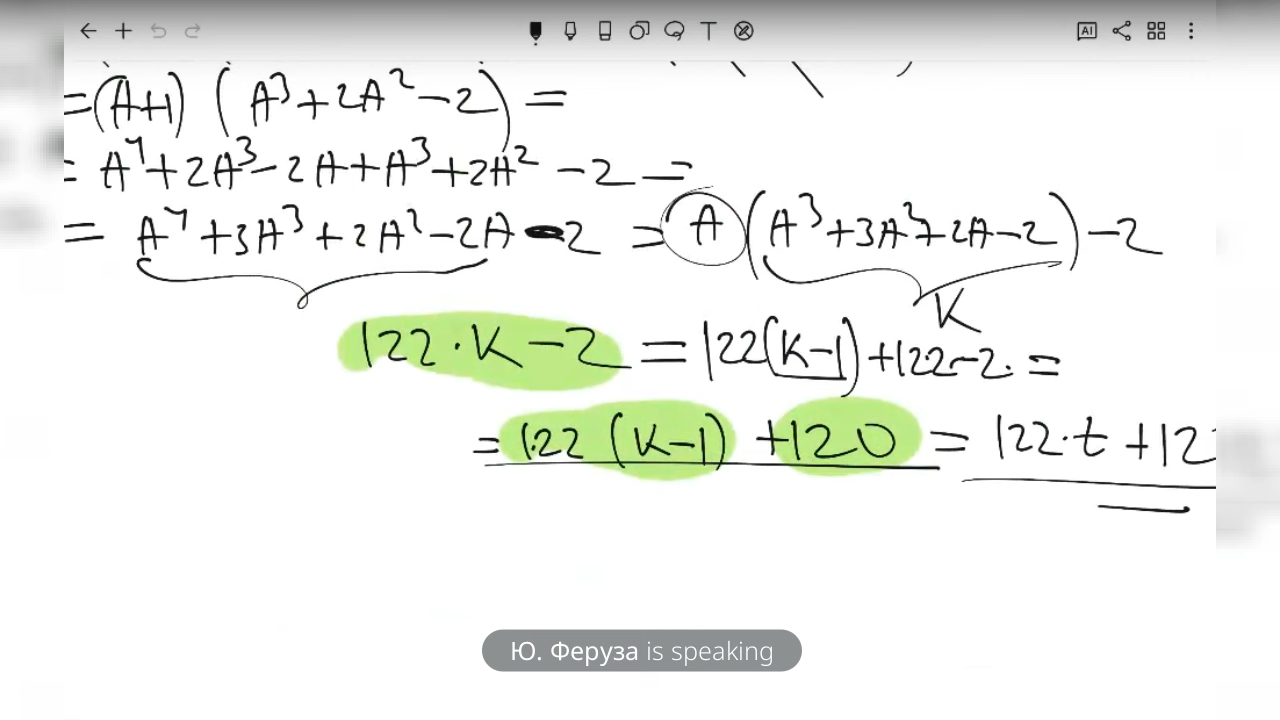 AI
T
=(A+1) (A³+2A²-2) =
= A⁴+2A³-2A+A³+2A²-2 =
= A⁴+3A³+2A²-2A-2 = A(A³+3A²+2A-2)-2
K
122·K-2 = 122(K-1)+122-2 =
= 122 (K-1) +120 = 122·t +12
Ю. Феруза is speaking